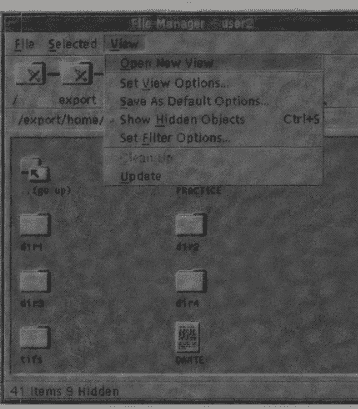 File Manager - user2
File Selected View
Open New View
Set View Options...
/ export Save As Default Options...
/export/home/ Show Hidden Objects Ctrl+S
Set Filter Options...
Clean Up
..(go up) PRACTICE Update
dir1 dir2
dir3 dir4
tifs DANTE
41 Items 9 Hidden